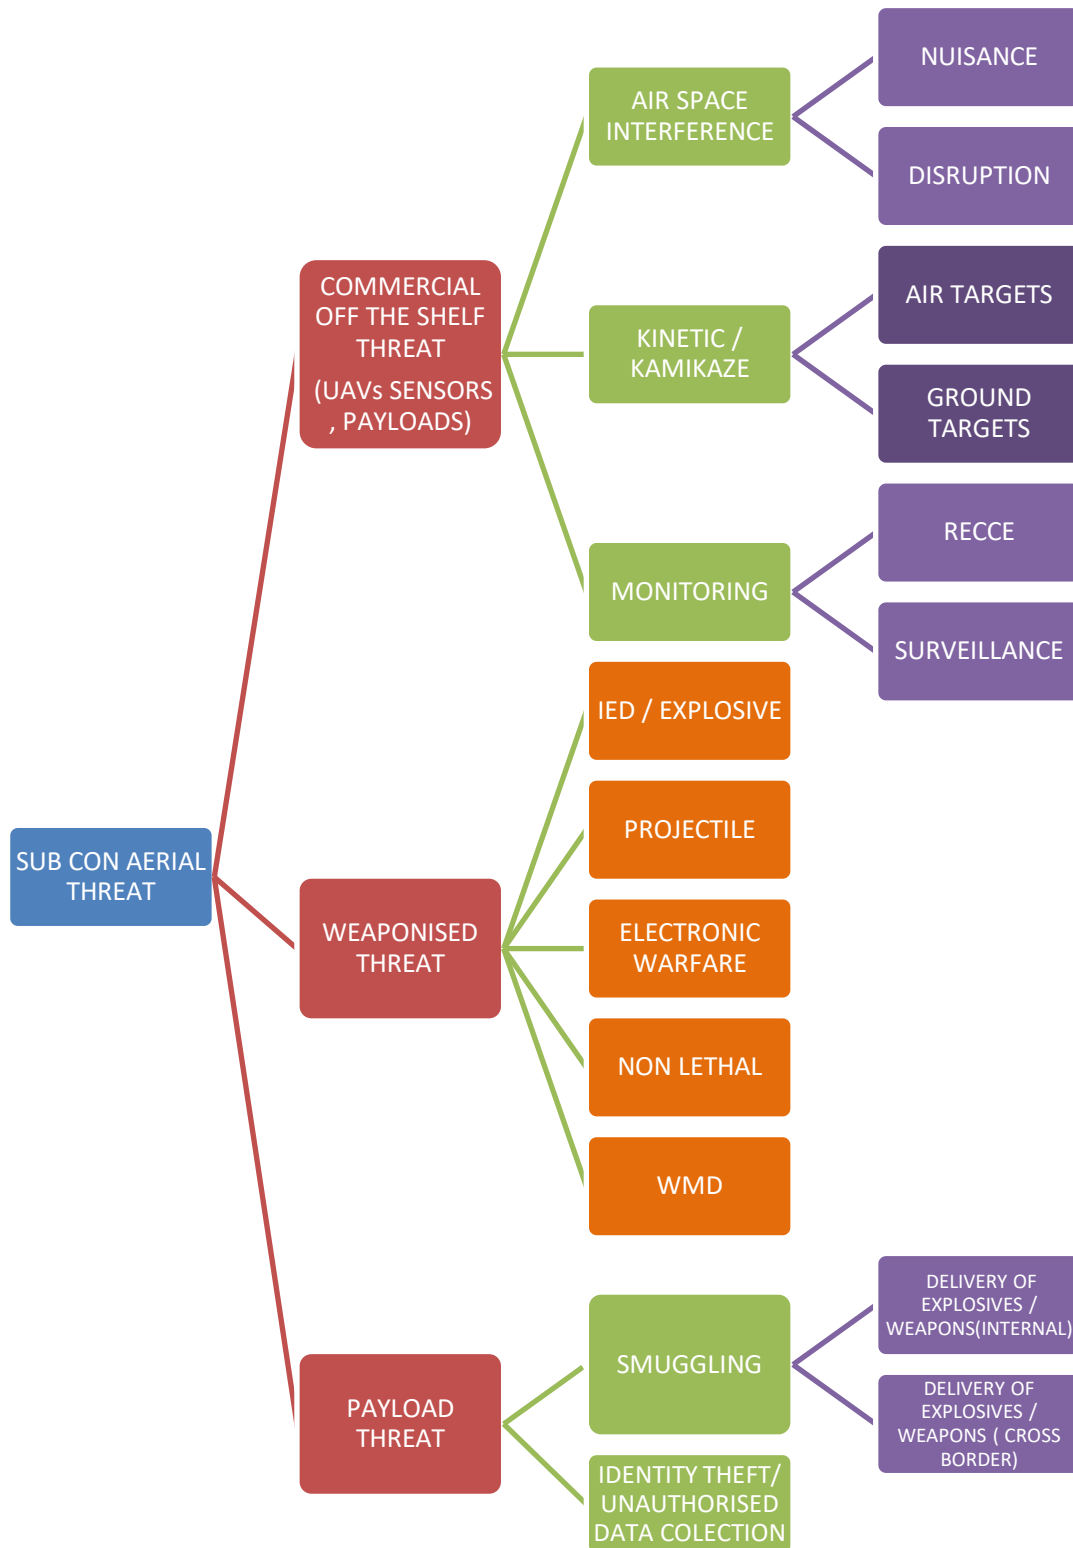 NUISANCE
AIR SPACE
INTERFERENCE
DISRUPTION
COMMERCIAL
OFF THE SHELF
THREAT
(UAVs SENSORS
, PAYLOADS)
AIR TARGETS
KINETIC /
KAMIKAZE
GROUND
TARGETS
RECCE
MONITORING
SURVEILLANCE
IED / EXPLOSIVE
PROJECTILE
SUB CON AERIAL
THREAT
WEAPONISED
THREAT
ELECTRONIC
WARFARE
NON LETHAL
WMD
DELIVERY OF
EXPLOSIVES /
WEAPONS(INTERNAL)
SMUGGLING
PAYLOAD
THREAT
DELIVERY OF
EXPLOSIVES /
WEAPONS ( CROSS
BORDER)
IDENTITY THEFT/
UNAUTHORISED
DATA COLECTION